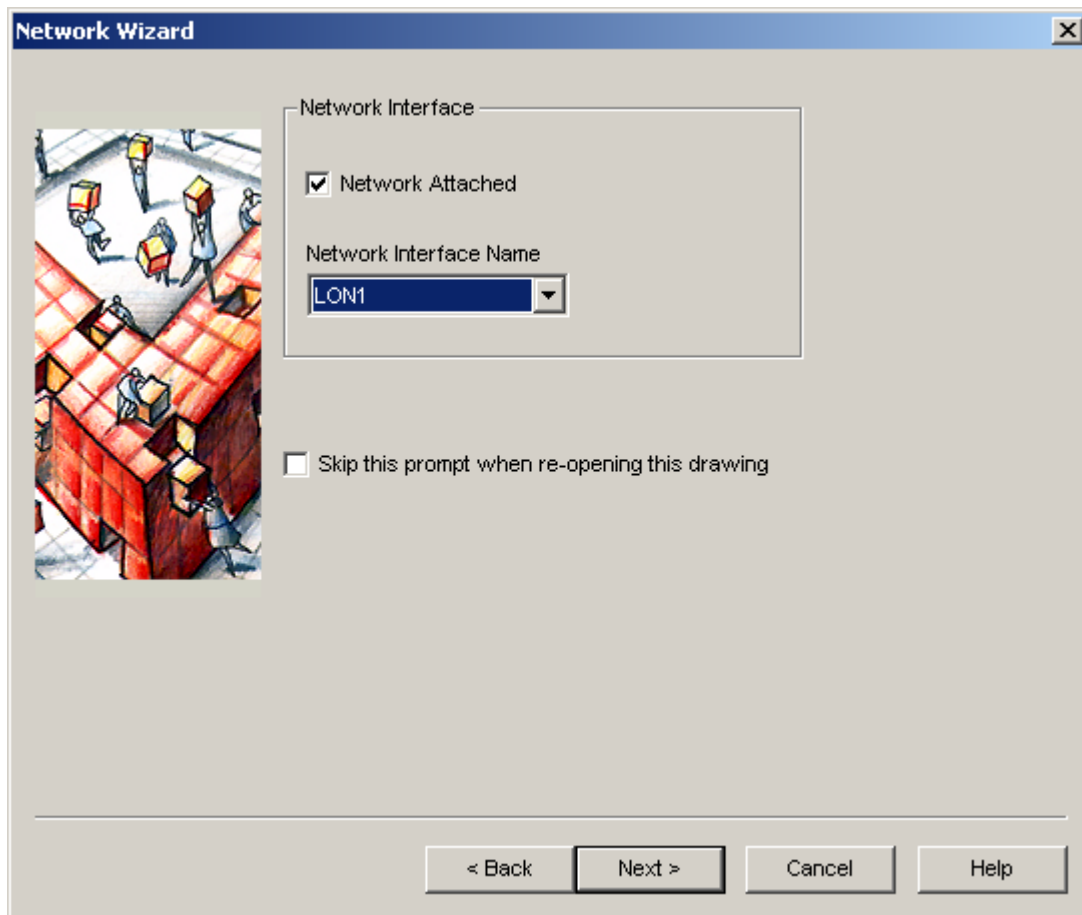 Network Wizard
Network Interface
Network Attached
Network Interface Name
LON1
Skip this prompt when re-opening this drawing
< Back
Next >
Cancel
Help